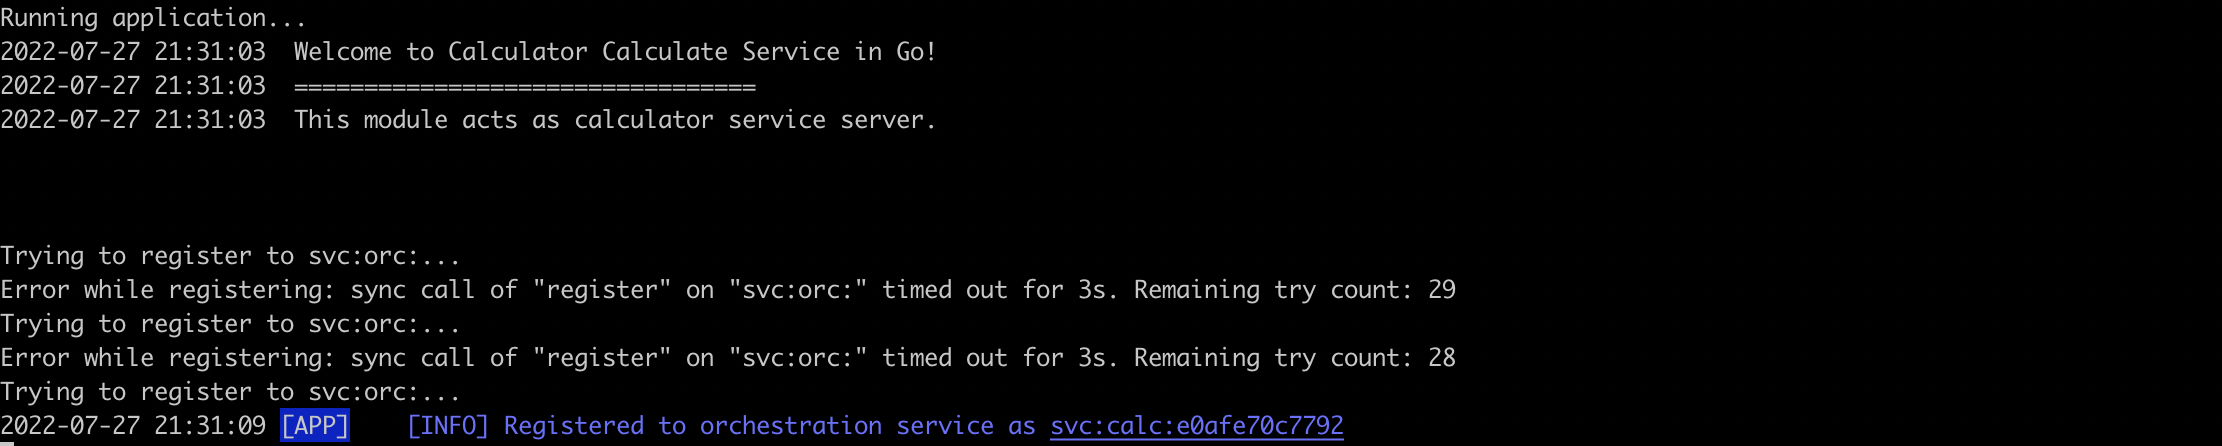 Running application...
2022-07-27 21:31:03  Welcome to Calculator Calculate Service in Go!
2022-07-27 21:31:03  =================================
2022-07-27 21:31:03  This module acts as calculator service server.
Trying to register to svc:orc:...
Error while registering: sync call of "register" on "svc:orc:" timed out for 3s. Remaining try count: 29
Trying to register to svc:orc:...
Error while registering: sync call of "register" on "svc:orc:" timed out for 3s. Remaining try count: 28
Trying to register to svc:orc:...
2022-07-27 21:31:09 [APP]    [INFO] Registered to orchestration service as svc:calc:e0afe70c7792